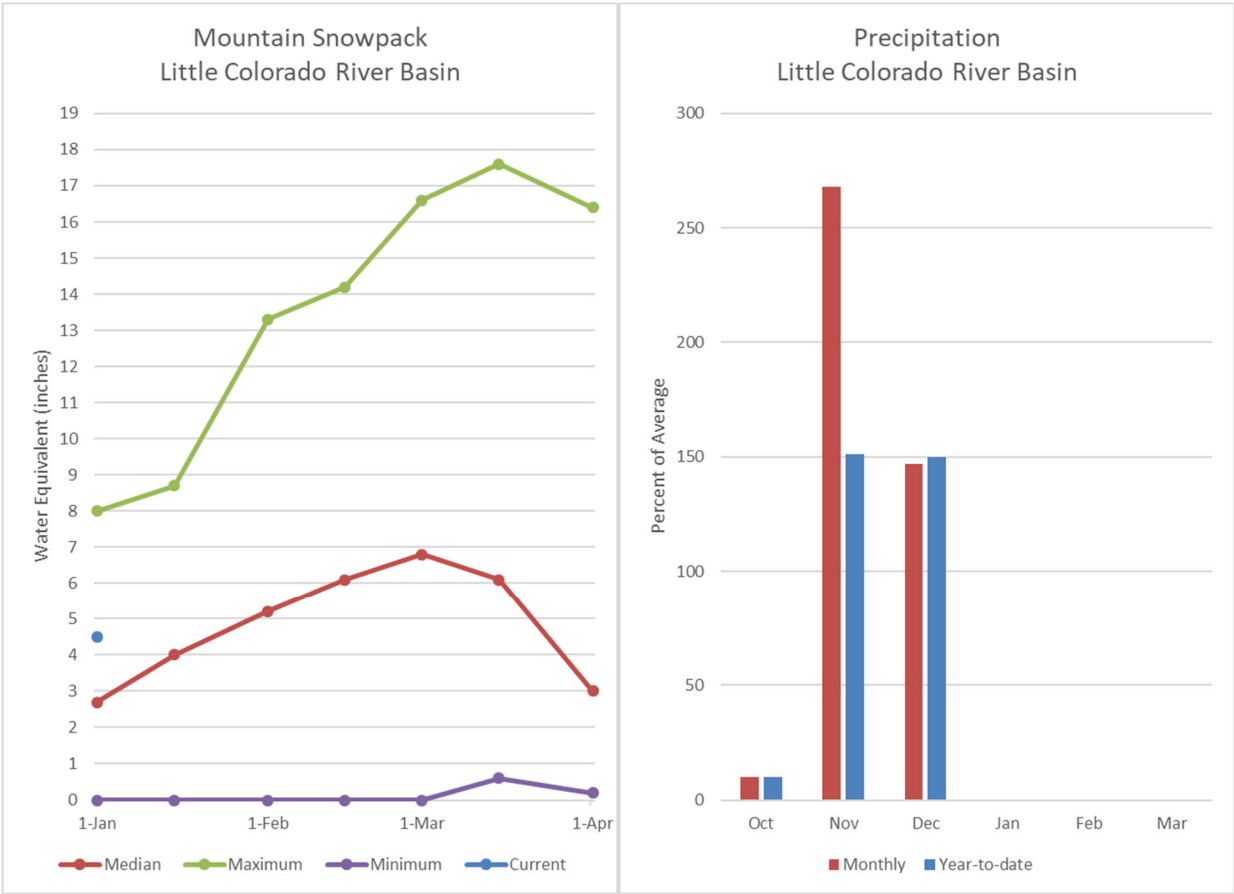 Mountain Snowpack
Little Colorado River Basin
Water Equivalent (inches)
19
18
17
16
15
14
13
12
11
10
9
8
7
6
5
4
3
2
1
0
1-Jan 1-Feb 1-Mar 1-Apr
Median Maximum Minimum Current
Precipitation
Little Colorado River Basin
Percent of Average
300
250
200
150
100
50
0
Oct Nov Dec Jan Feb Mar
Monthly Year-to-date